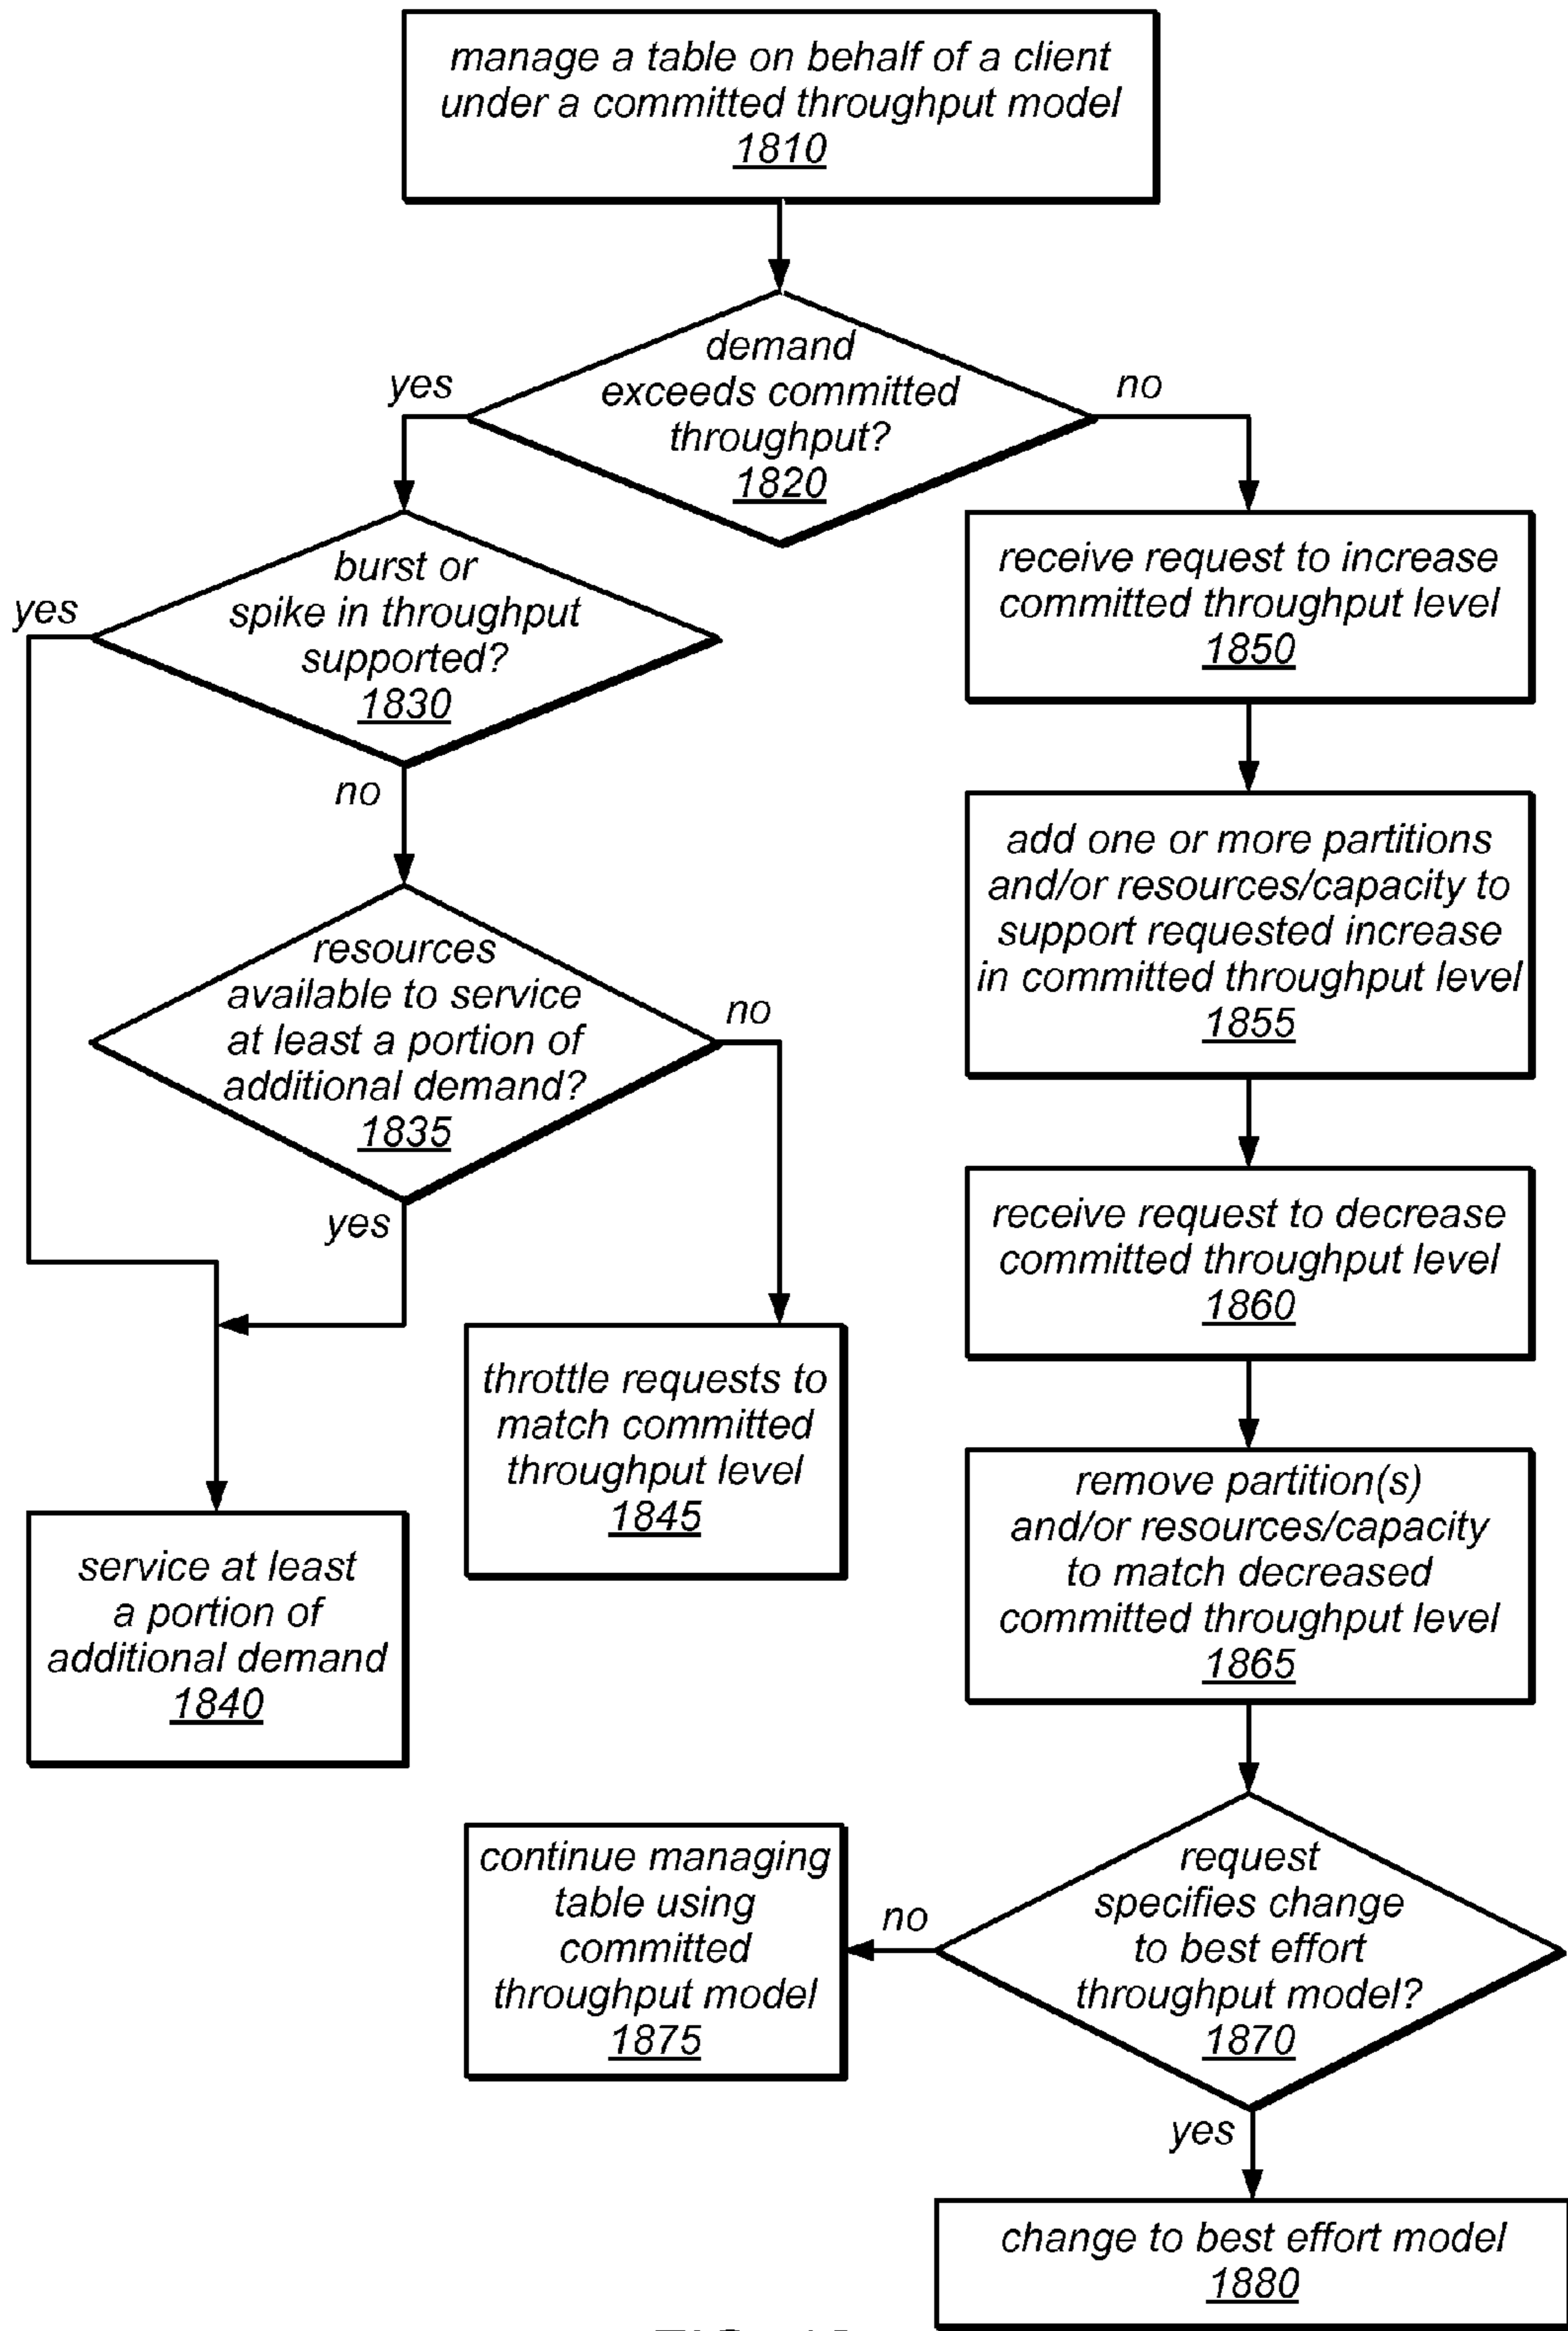 manage a table on behalf of a client
under a committed throughput model
1810
demand
exceeds committed
throughput?
1820
yes
no
burst or
spike in throughput
supported?
1830
yes
no
receive request to increase
committed throughput level
1850
add one or more partitions
and/or resources/capacity to
support requested increase
in committed throughput level
1855
resources
available to service
at least a portion of
additional demand?
1835
no
yes
receive request to decrease
committed throughput level
1860
throttle requests to
match committed
throughput level
1845
service at least
a portion of
additional demand
1840
remove partition(s)
and/or resources/capacity
to match decreased
committed throughput level
1865
request
specifies change
to best effort
throughput model?
1870
no
yes
continue managing
table using
committed
throughput model
1875
change to best effort model
1880